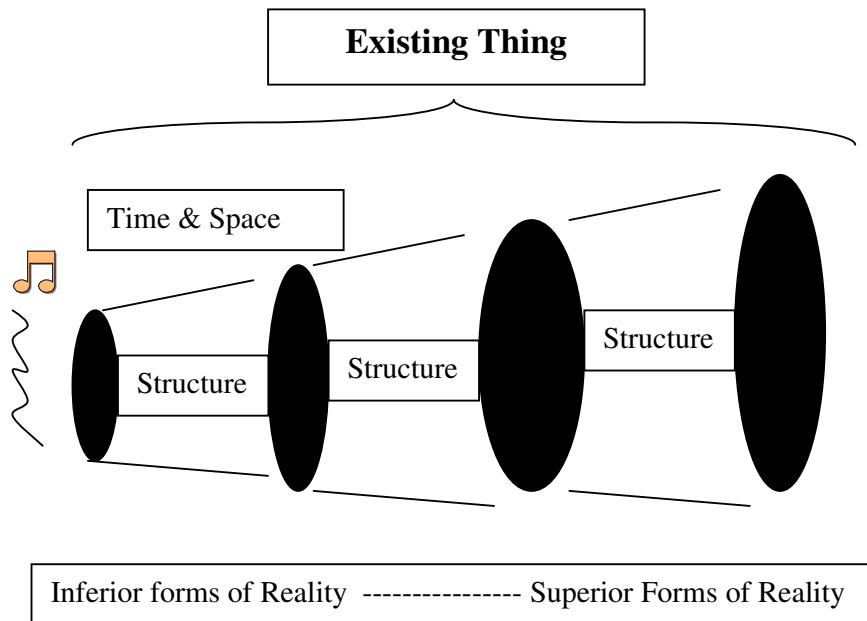 Existing Thing
Time & Space
Structure
Structure
Structure
Inferior forms of Reality --------------- Superior Forms of Reality